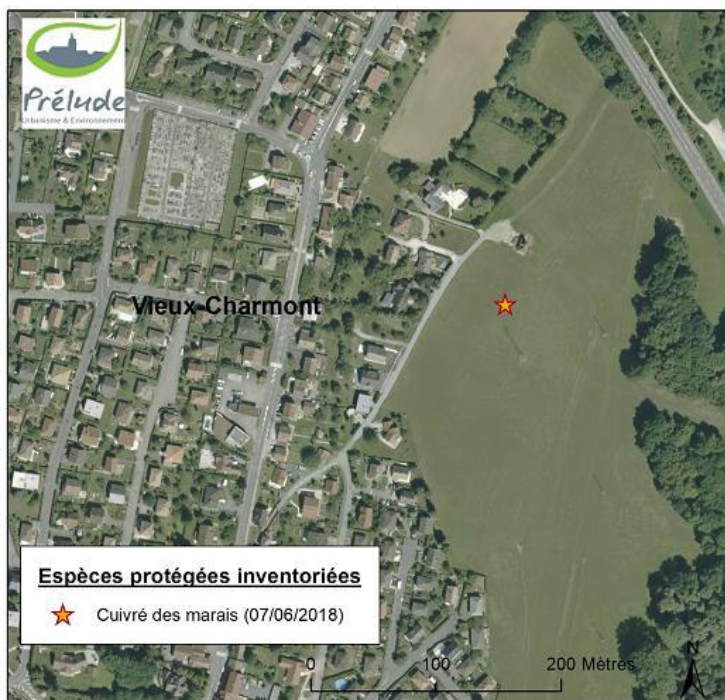 Prélude
Urbanisme & Environnement
Vieux-Charmont
Espèces protégées inventoriées
Cuivré des marais (07/06/2018)
0 100 200 Mètres
N